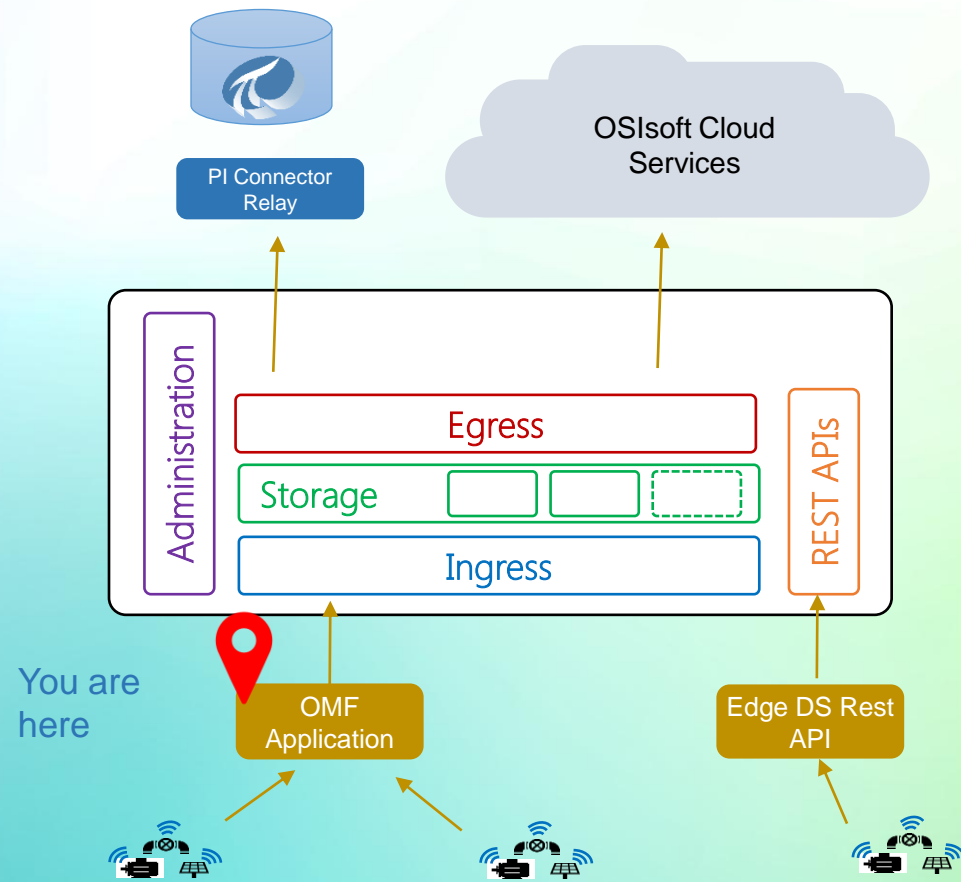 PI Connector
Relay
OSIsoft Cloud
Services
Administration
Egress
Storage
Ingress
REST APIs
You are
here
OMF
Application
Edge DS Rest
API